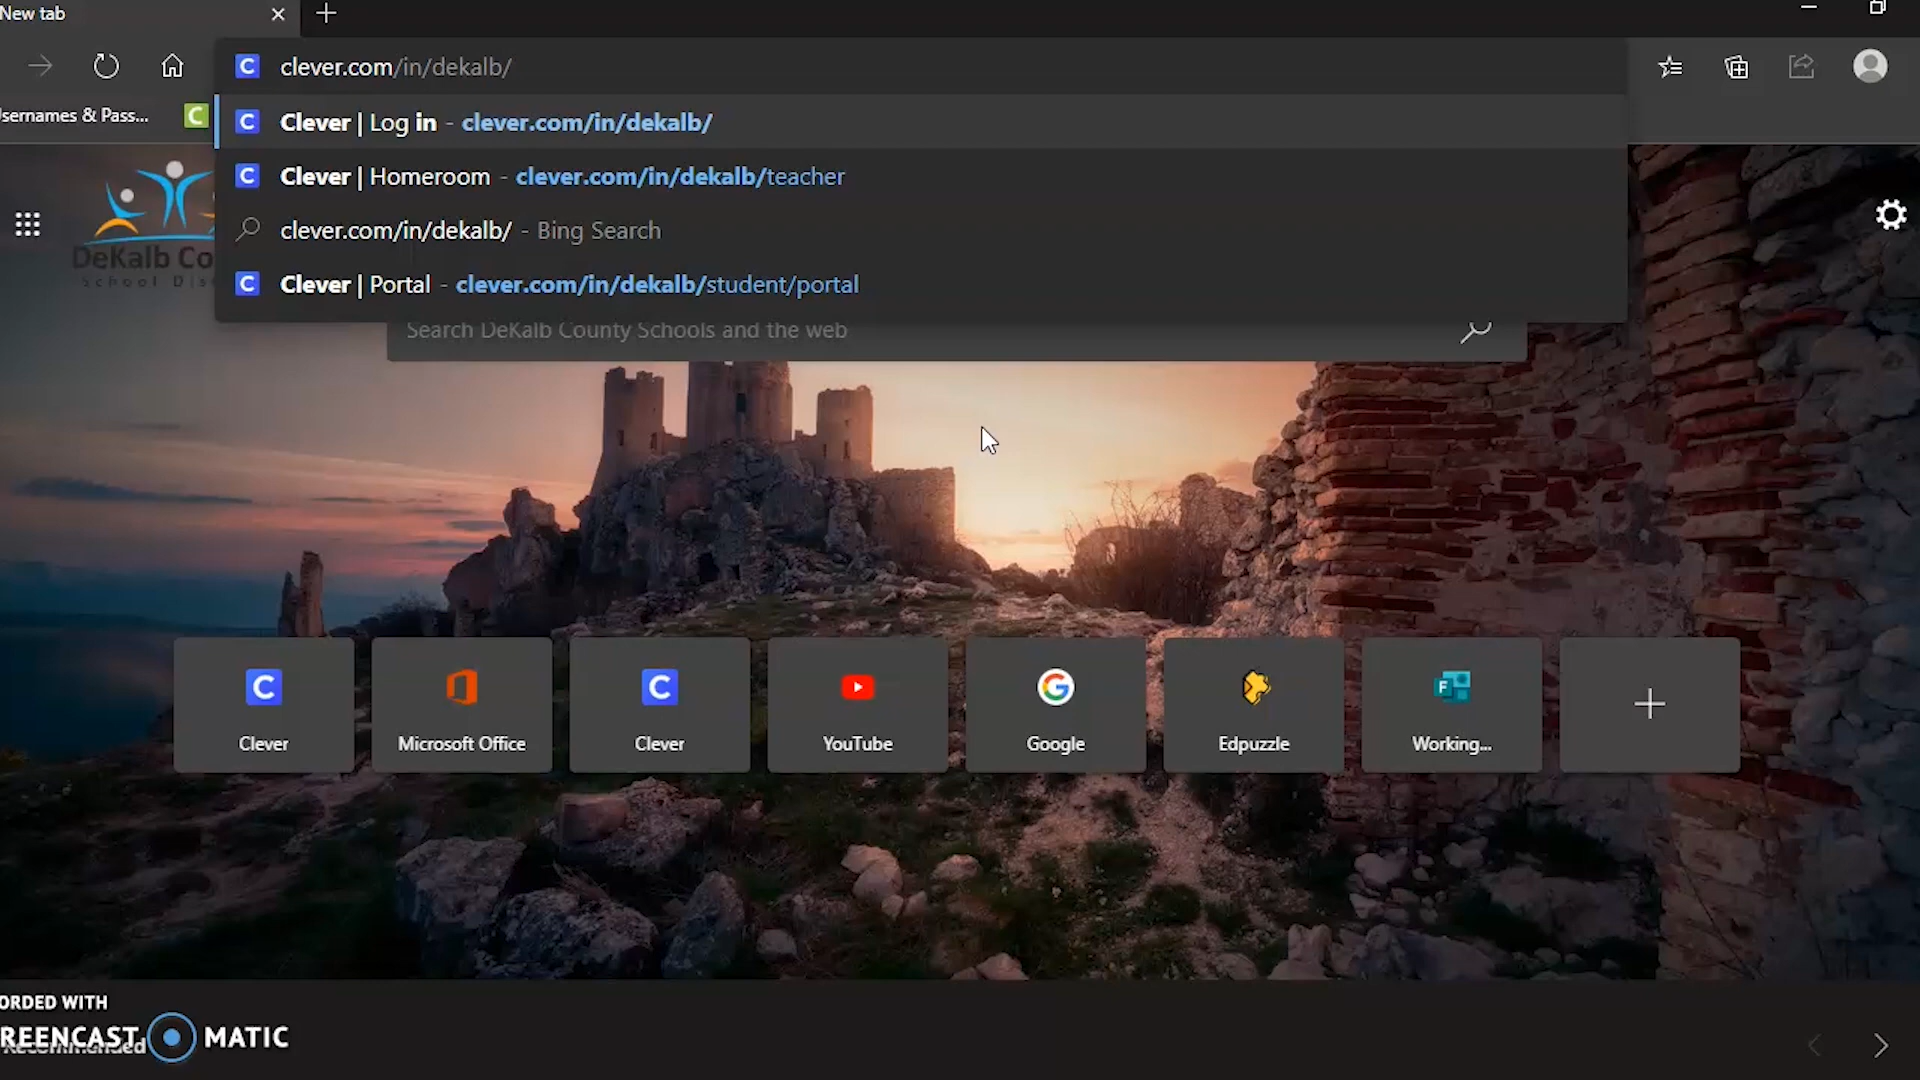 New tab
clever.com/in/dekalb/
sernames & Pass...
Clever | Log in - clever.com/in/dekalb/
Clever | Homeroom - clever.com/in/dekalb/teacher
clever.com/in/dekalb/ - Bing Search
Clever | Portal - clever.com/in/dekalb/student/portal
DeKalb Co
School Dis
Search DeKalb County Schools and the web
Clever
Microsoft Office
Clever
YouTube
Google
Edpuzzle
Working...
ORDED WITH
REENCAST MATIC
Recommended